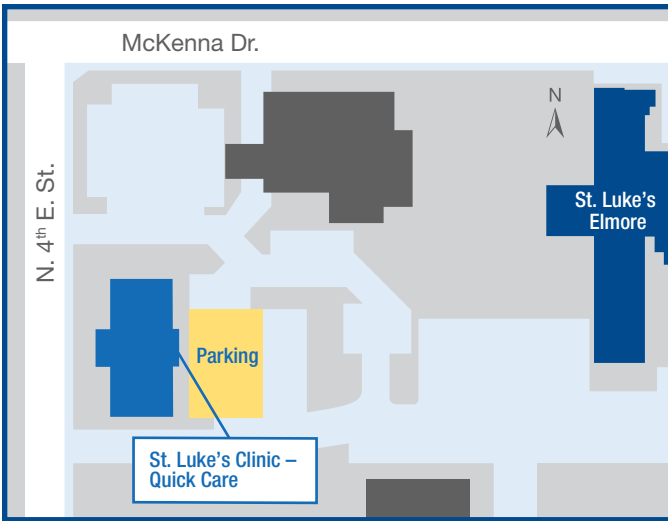 McKenna Dr.
N. 4th E. St.
N
St. Luke's
Elmore
Parking
St. Luke's Clinic –
Quick Care